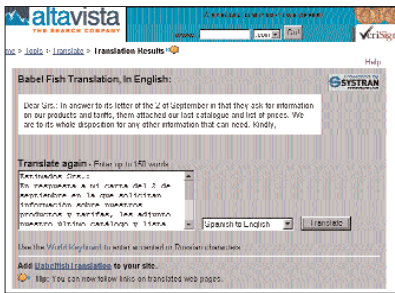 altavista
THE SEARCH COMPANY
www.
.com
Go!
VeriSign
me > Tools > Translate > Translation Results
Help
Babel Fish Translation, In English:
SYSTRAN
Dear Srs.: In answer to its letter of the 2 of September in that they ask for information
on our products and tariffs, them attached our last catalogue and list of prices. We
are to its whole disposition for any other information that can need. Kindly,
Translate again - Enter up to 150 words
Estimados Srs.:
En respuesta a mi carta del 2 de
septiembre en la que solicitan
información sobre nuestros
productos y tarifas, les adjunto
nuestro último catálogo y lista
Spanish to English
Translate
Use the World Keyboard to enter accented or Russian characters
Add Babelfish Translation to your site.
Tip: You can now follow links on translated web pages.